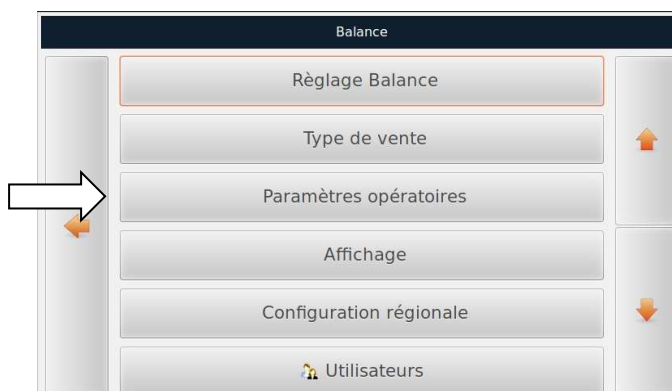 Balance
Règlage Balance
Type de vente
Paramètres opératoires
Affichage
Configuration régionale
Utilisateurs